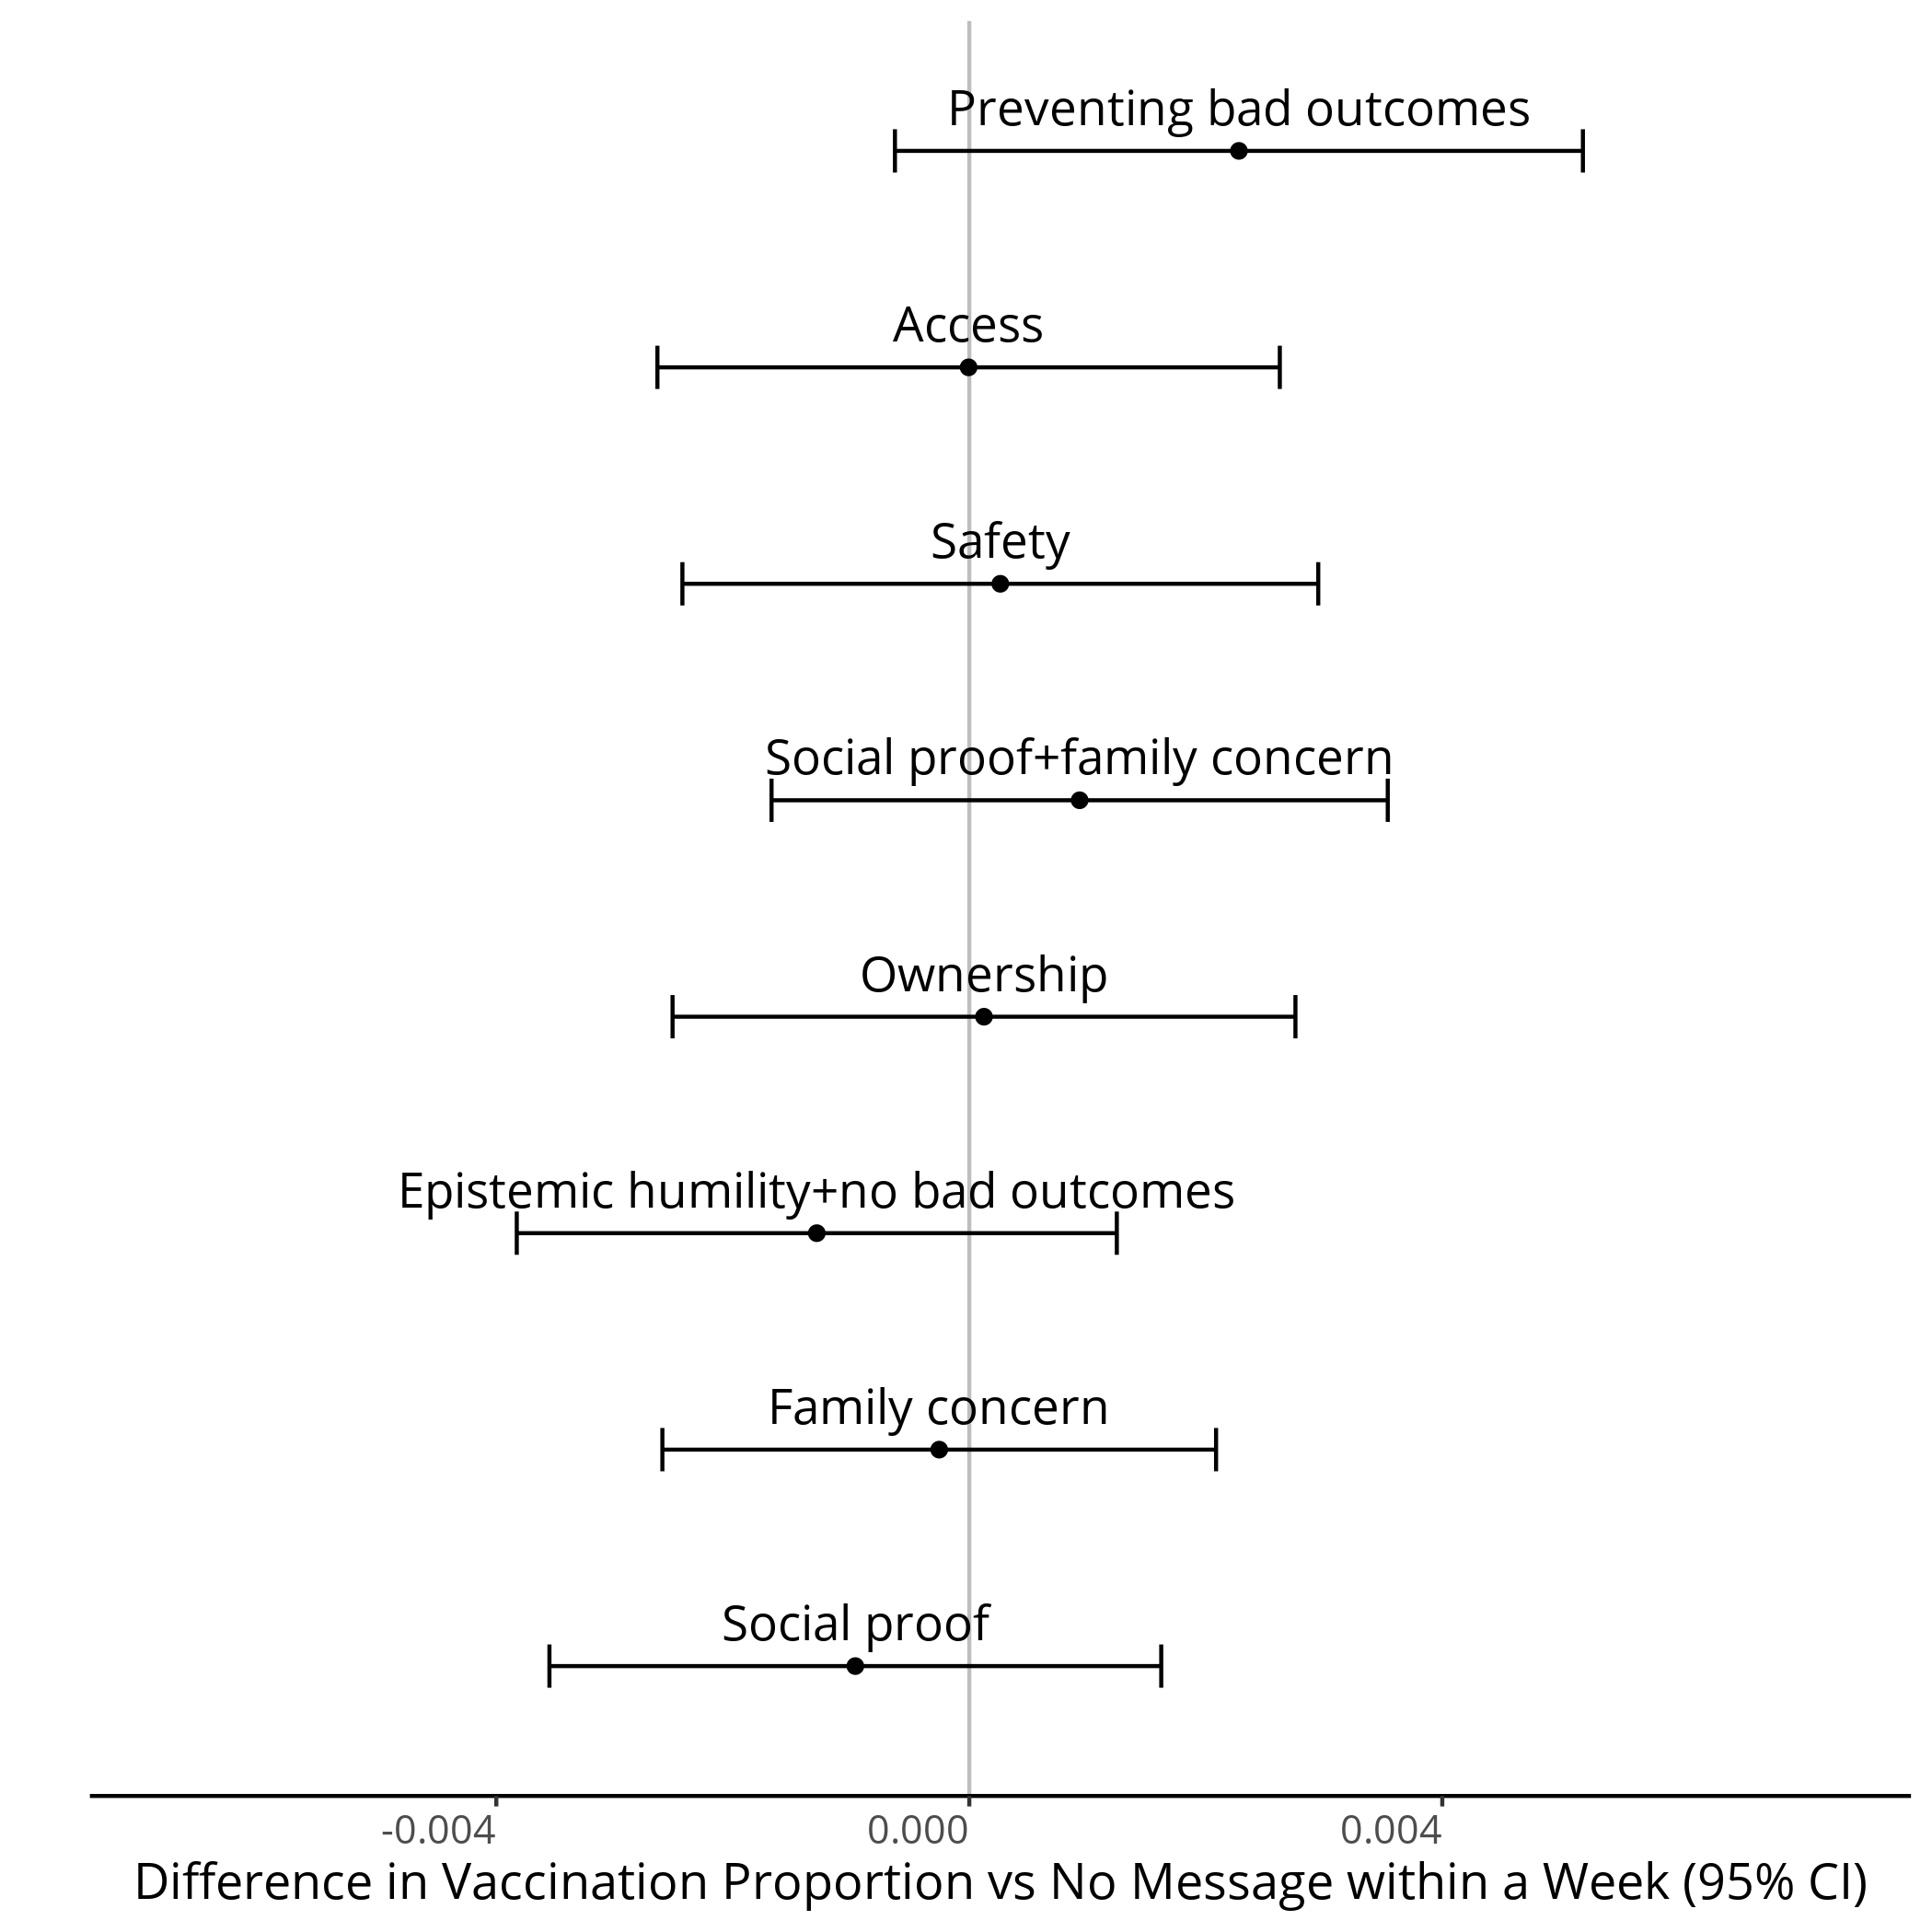 Preventing bad outcomes
Access
Safety
Social proof+family concern
Ownership
Epistemic humility+no bad outcomes
Family concern
Social proof
-0.004 0.000 0.004
Difference in Vaccination Proportion vs No Message within a Week (95% CI)